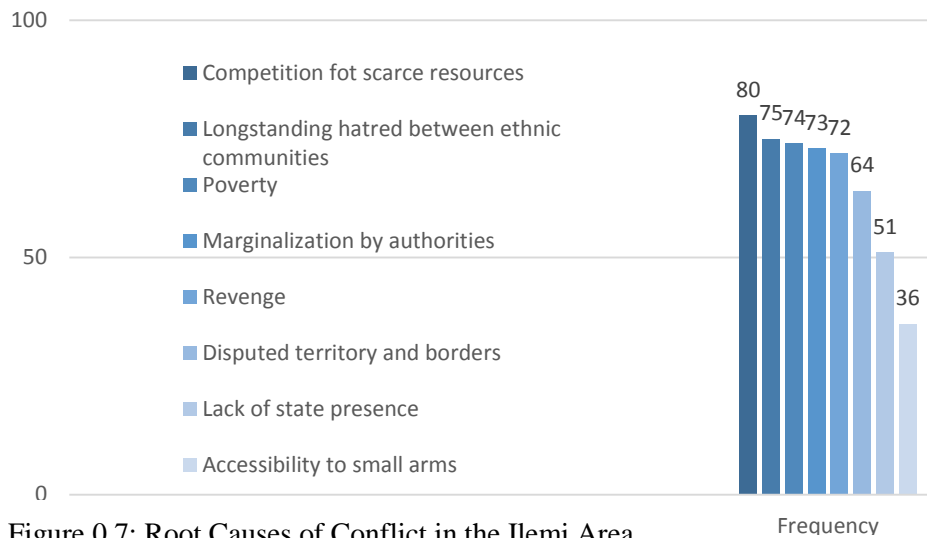 100
Competition fot scarce resources
80
75
74
73
72
Longstanding hatred between ethnic
communities
Poverty
64
Marginalization by authorities
51
50
Revenge
36
Disputed territory and borders
Lack of state presence
Accessibility to small arms
0
Figure 0.7: Root Causes of Conflict in the Ilemi Area
Frequency